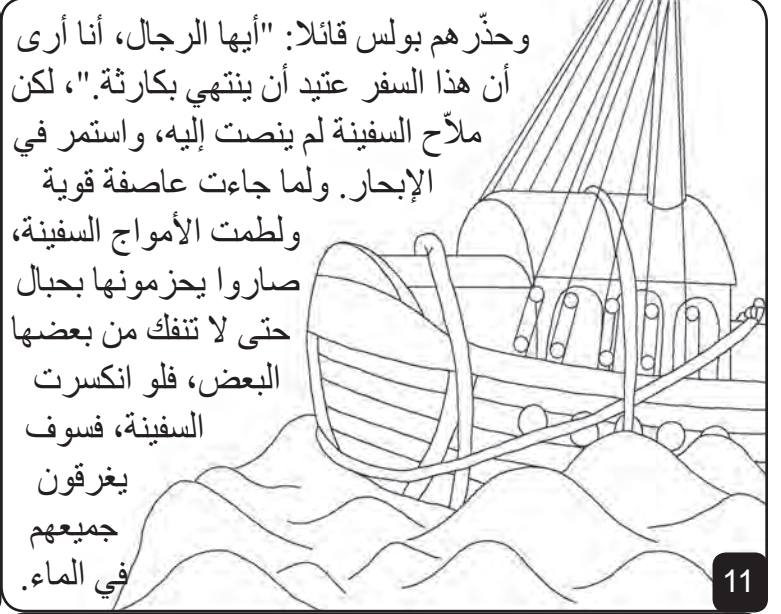 وحذّرهم بولس قائلا: "أيها الرجال، أنا أرى
أن هذا السفر عتيد أن ينتهي بكارثة."، لكن
ملاّح السفينة لم ينصت إليه، واستمر في
الإبحار. ولما جاءت عاصفة قوية
ولطمت الأمواج السفينة،
صاروا يحزمونها بحبال
حتى لا تنفك من بعضها
البعض، فلو انكسرت
السفينة، فسوف
يغرقون
جميعهم
في الماء.
11